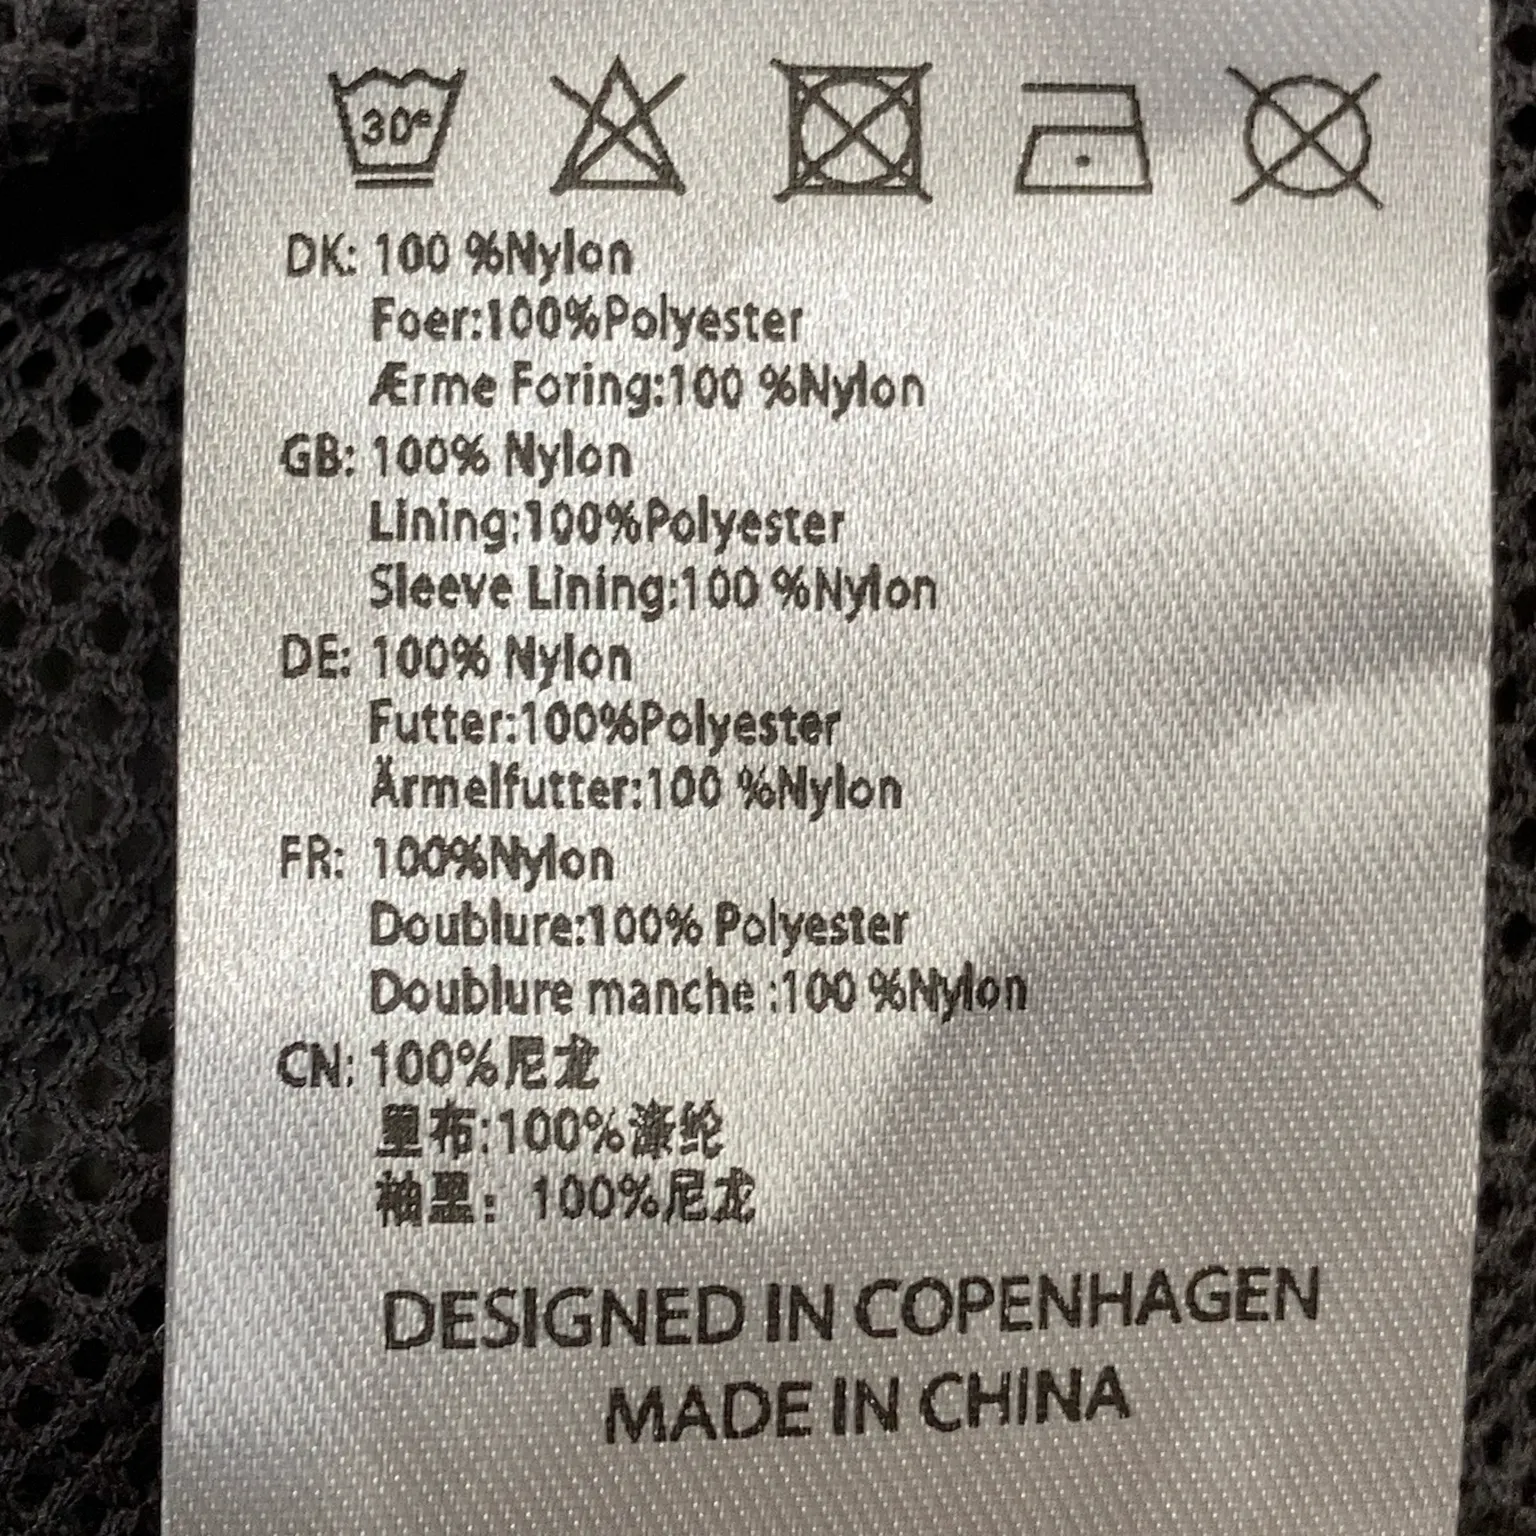 30°
DK: 100 %Nylon
Foer:100%Polyester
Ærme Foring:100 %Nylon
GB: 100% Nylon
Lining:100%Polyester
Sleeve Lining:100 %Nylon
DE: 100% Nylon
Futter:100%Polyester
Ärmelfutter:100 %Nylon
FR: 100%Nylon
Doublure:100% Polyester
Doublure manche :100 %Nylon
CN: 100%尼龙
里布:100%涤纶
袖里: 100%尼龙
DESIGNED IN COPENHAGEN
MADE IN CHINA